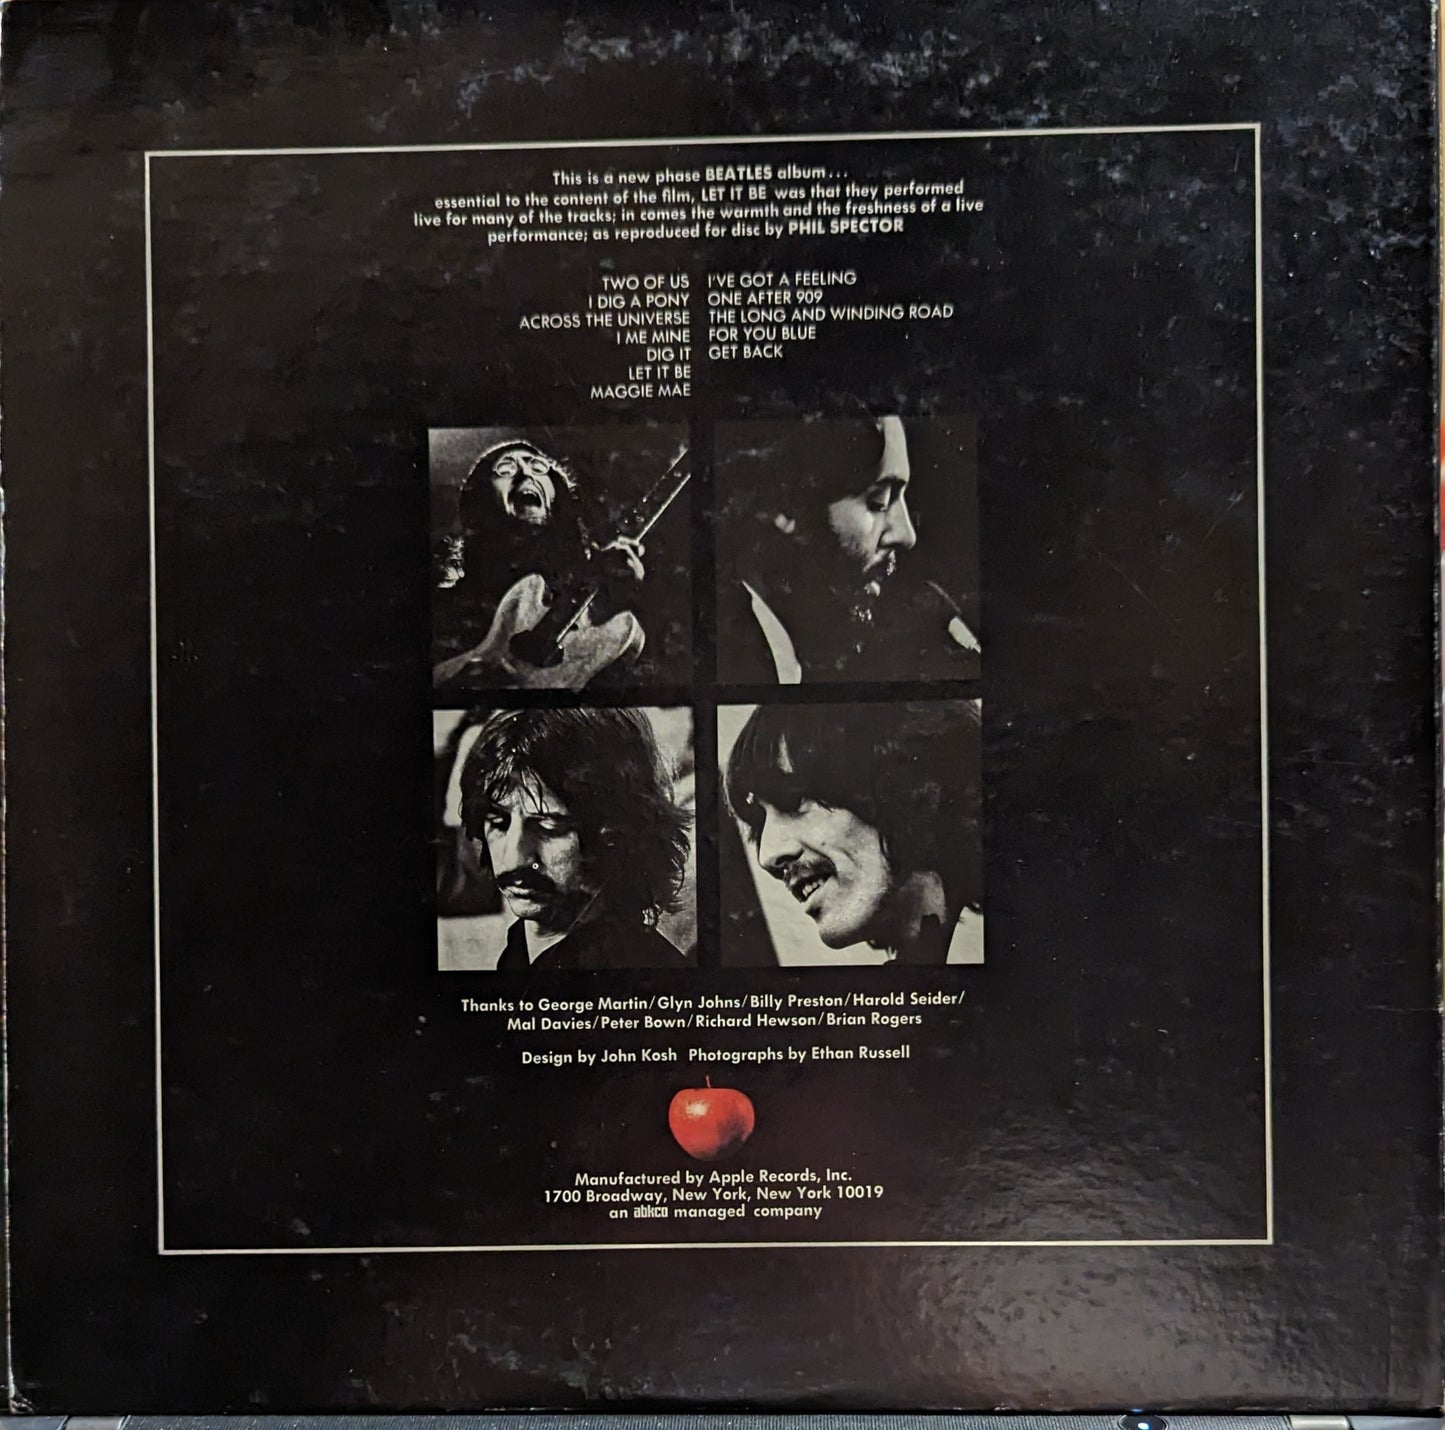 This is a new phase BEATLES album...
essential to the content of the film, LET IT BE was that they performed
live for many of the tracks; in comes the warmth and the freshness of a live
performance; as reproduced for disc by PHIL SPECTOR
TWO OF US
I DIG A PONY
ACROSS THE UNIVERSE
I ME MINE
DIG IT
LET IT BE
MAGGIE MAE
I'VE GOT A FEELING
ONE AFTER 909
THE LONG AND WINDING ROAD
FOR YOU BLUE
GET BACK
Thanks to George Martin/Glyn Johns/Billy Preston/Harold Seider/
Mal Davies/Peter Bown/Richard Hewson/Brian Rogers
Design by John Kosh Photographs by Ethan Russell
Manufactured by Apple Records, Inc.
1700 Broadway, New York, New York 10019
an abkco managed company